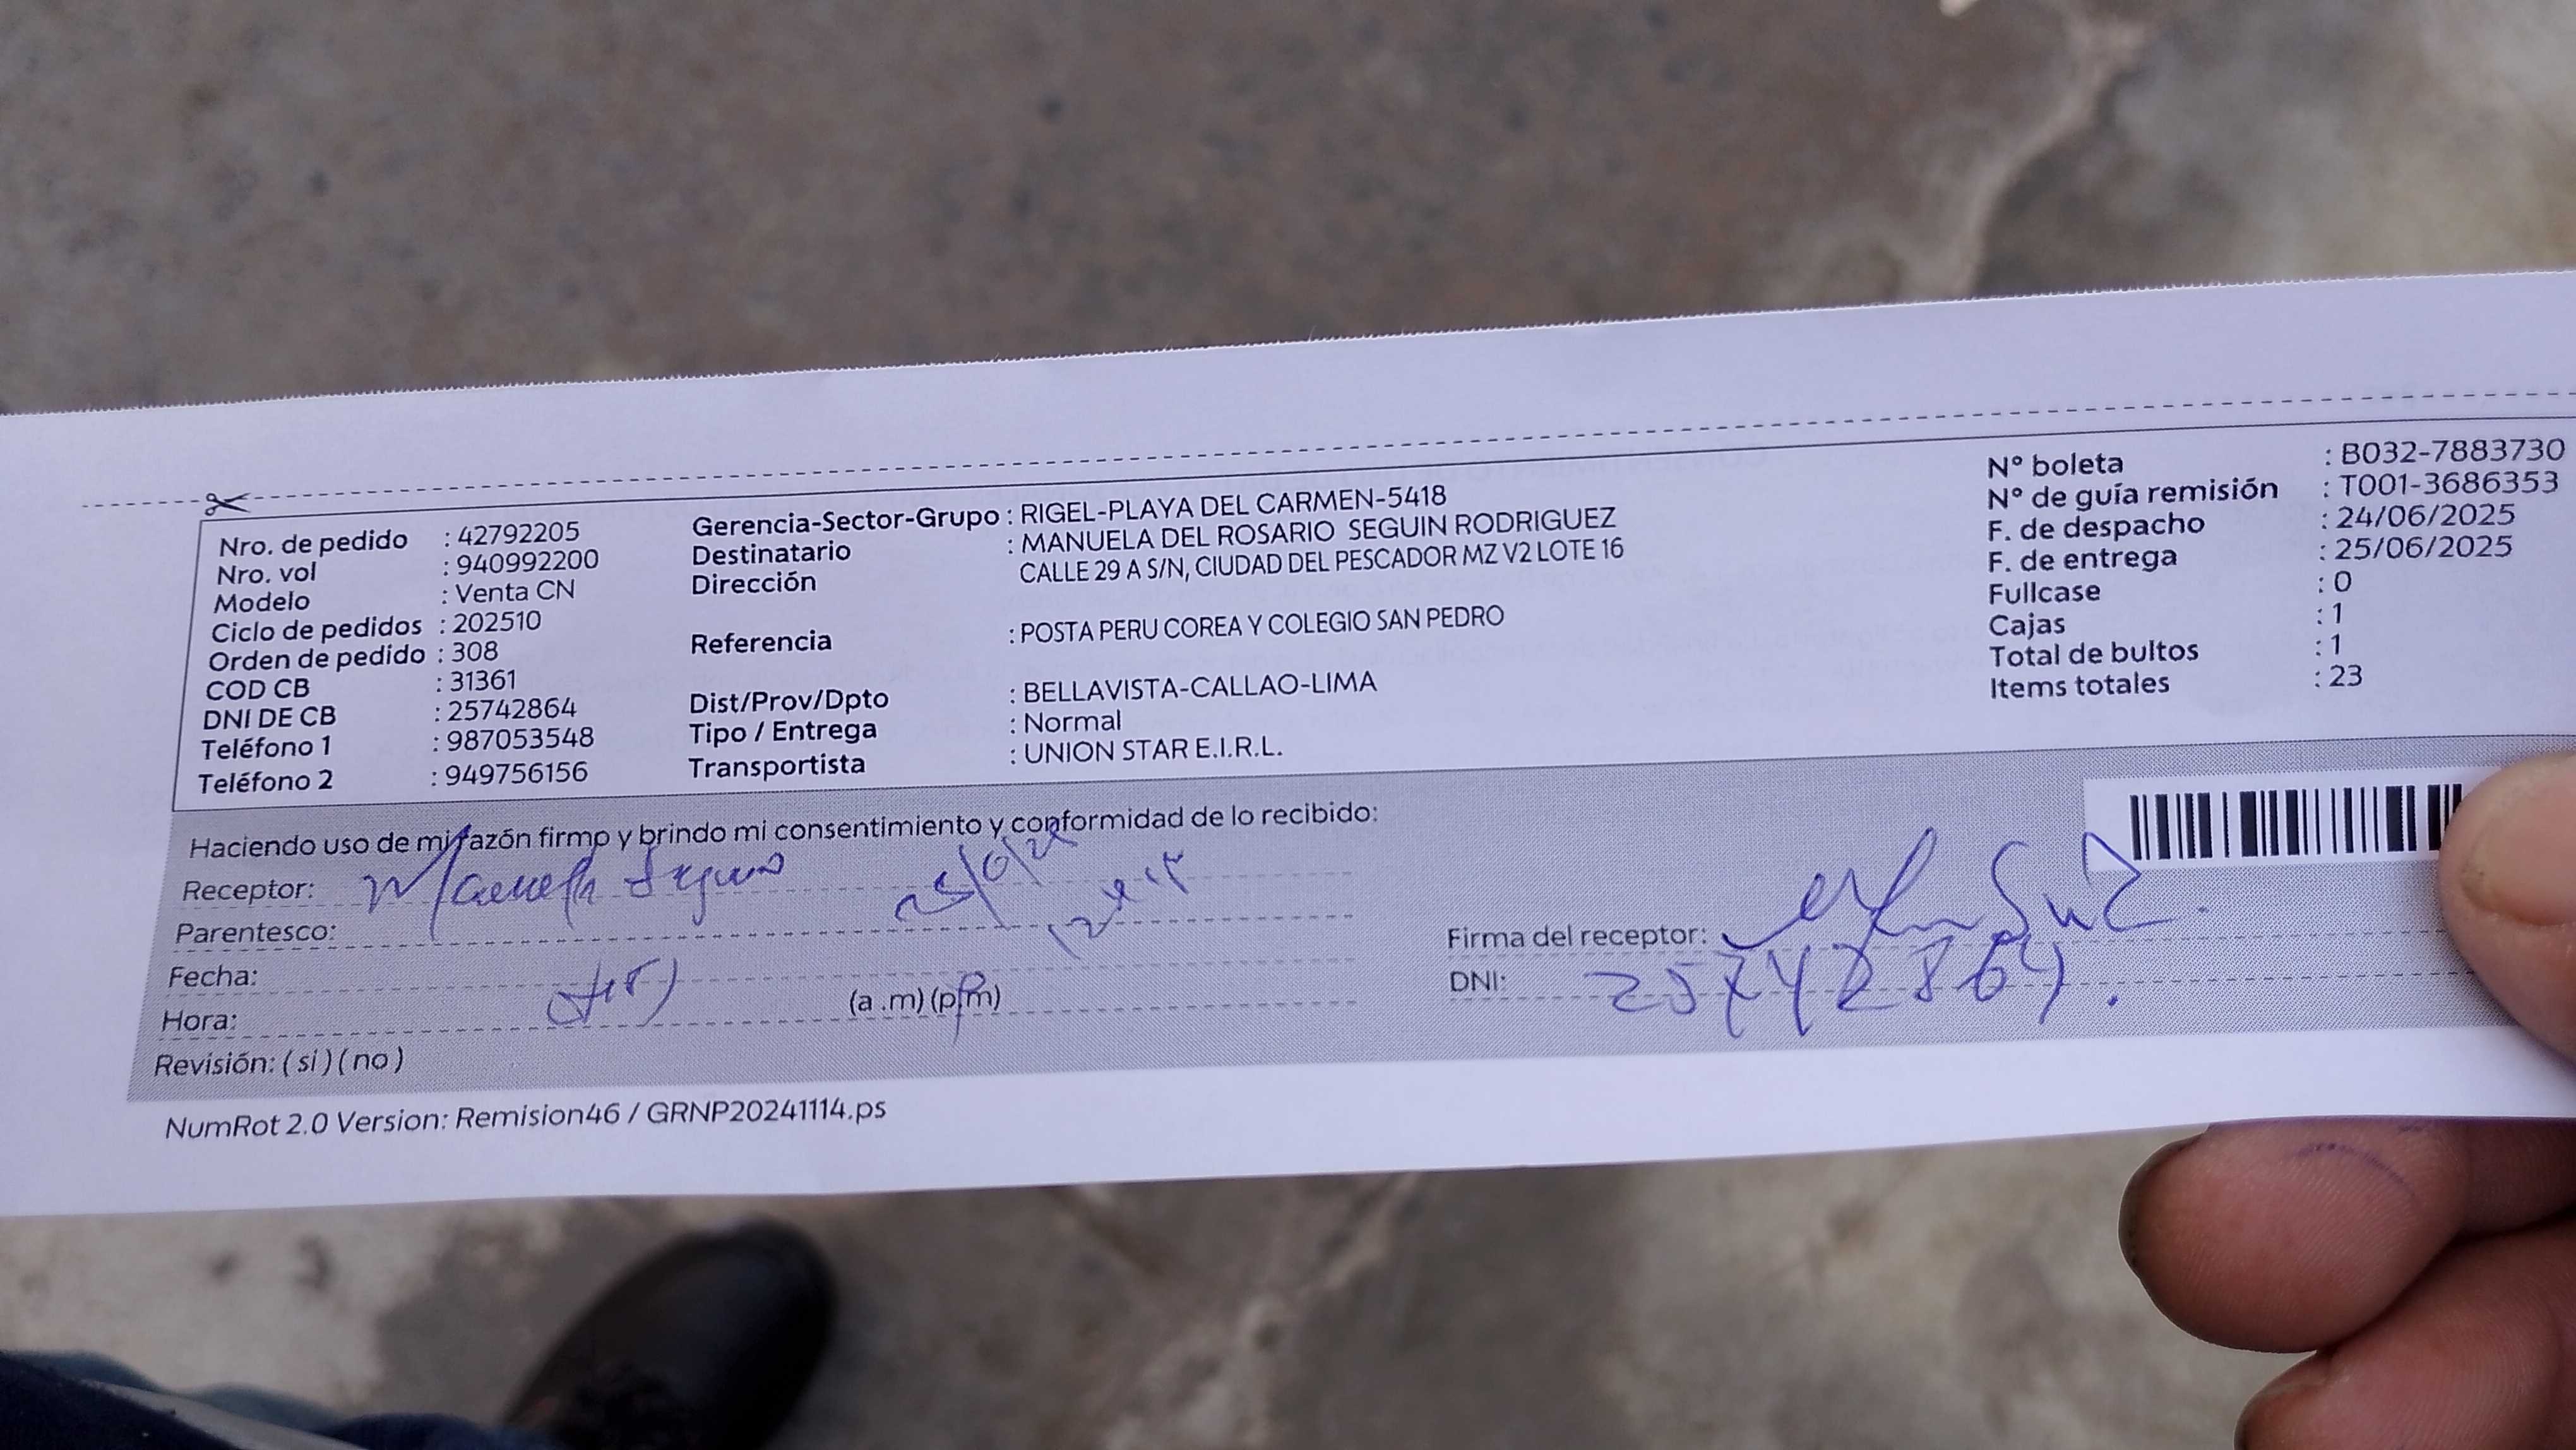 Nro. de pedido : 42792205
Nro. vol : 940992200
Modelo : Venta CN
Ciclo de pedidos : 202510
Orden de pedido : 308
COD CB : 31361
DNI DE CB : 25742864
Teléfono 1 : 987053548
Teléfono 2 : 949756156
Gerencia-Sector-Grupo : RIGEL-PLAYA DEL CARMEN-5418
Destinatario : MANUELA DEL ROSARIO SEGUIN RODRIGUEZ
Dirección CALLE 29 A S/N, CIUDAD DEL PESCADOR MZ V2 LOTE 16
Referencia : POSTA PERU COREA Y COLEGIO SAN PEDRO
Dist/Prov/Dpto : BELLAVISTA-CALLAO-LIMA
Tipo / Entrega : Normal
Transportista : UNION STAR E.I.R.L.
N° boleta : B032-7883730
N° de guía remisión : T001-3686353
F. de despacho : 24/06/2025
F. de entrega : 25/06/2025
Fullcase : 0
Cajas : 1
Total de bultos : 1
Items totales : 23
Haciendo uso de mi razón firmo y brindo mi consentimiento y conformidad de lo recibido:
Receptor: Manuela Seguin
Parentesco:
Fecha:
Hora: (a .m) (p.m)
Revisión: ( si ) ( no )
Firma del receptor:
DNI: 25742864.
NumRot 2.0 Version: Remision46 / GRNP20241114.ps